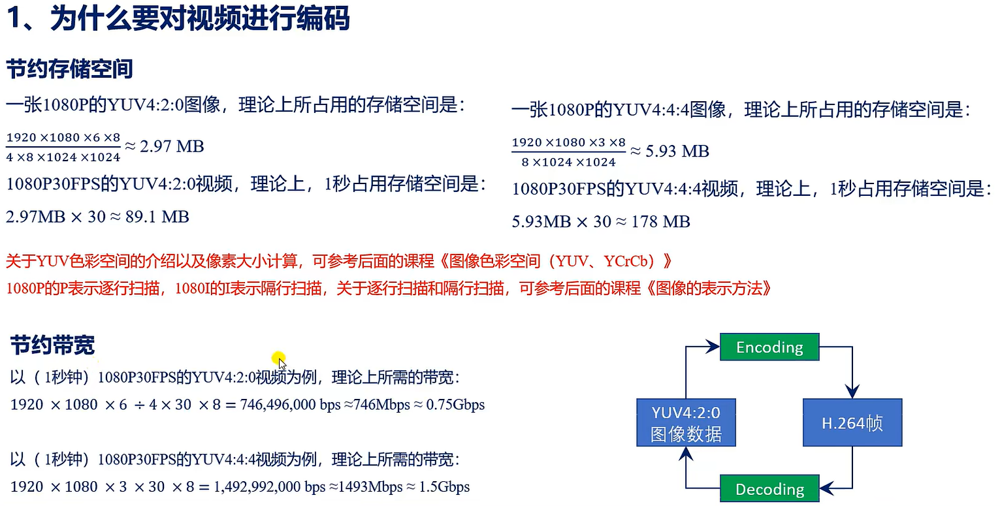 1、为什么要对视频进行编码
节约存储空间
一张1080P的YUV4:2:0图像，理论上所占用的存储空间是：
1920 ×1080 ×6 ×8
4 ×8 ×1024 ×1024
≈ 2.97 MB
1080P30FPS的YUV4:2:0视频，理论上，1秒占用存储空间是：
2.97MB × 30 ≈ 89.1 MB
一张1080P的YUV4:4:4图像，理论上所占用的存储空间是：
1920 ×1080 ×3 ×8
8 ×1024 ×1024
≈ 5.93 MB
1080P30FPS的YUV4:4:4视频，理论上，1秒占用存储空间是：
5.93MB × 30 ≈ 178 MB
关于YUV色彩空间的介绍以及像素大小计算，可参考后面的课程《图像色彩空间（YUV、YCrCb）》
1080P的P表示逐行扫描，1080I的I表示隔行扫描，关于逐行扫描和隔行扫描，可参考后面的课程《图像的表示方法》
节约带宽
以（1秒钟）1080P30FPS的YUV4:2:0视频为例，理论上所需的带宽：
1920 ×1080 ×6 ÷4 ×30 ×8 = 746,496,000 bps ≈746Mbps ≈ 0.75Gbps
以（1秒钟）1080P30FPS的YUV4:4:4视频为例，理论上所需的带宽：
1920 ×1080 ×3 ×30 ×8 = 1,492,992,000 bps ≈1493Mbps ≈ 1.5Gbps
Encoding
YUV4:2:0
图像数据
H.264帧
Decoding